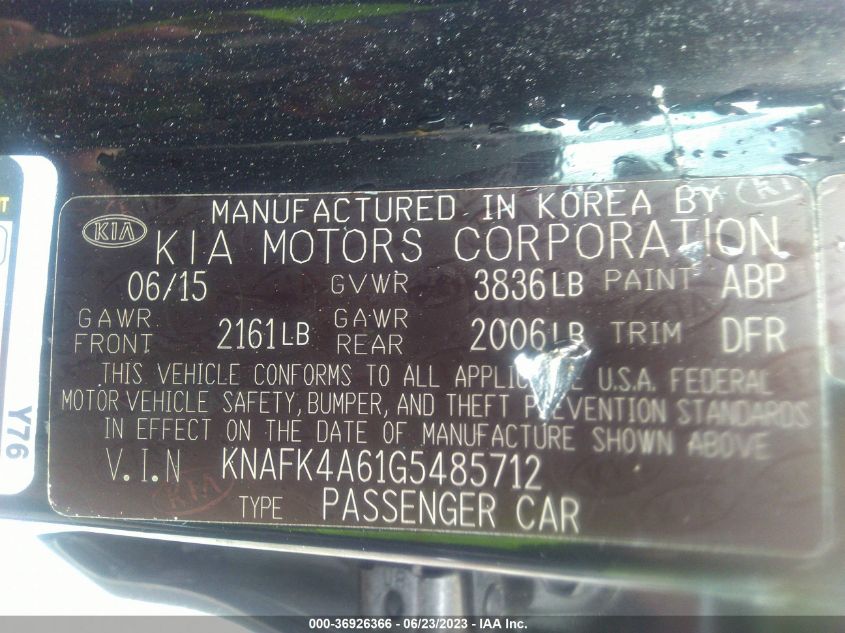 MANUFACTURED IN KOREA BY
KIA KIA MOTORS CORPORATION
06/15 GVWR 3836LB PAINT ABP
GAWR FRONT 2161LB GAWR REAR 2006LB TRIM DFR
THIS VEHICLE CONFORMS TO ALL U.S.A. FEDERAL
MOTOR VEHICLE SAFETY, BUMPER, AND THEFT PREVENTION STANDARDS
IN EFFECT ON THE DATE OF MANUFACTURE SHOWN ABOVE
V.I.N KNAFK4A61G5485712
TYPE PASSENGER CAR
KIA
Y76
000-36926366 - 06/23/2023 - IAA Inc.